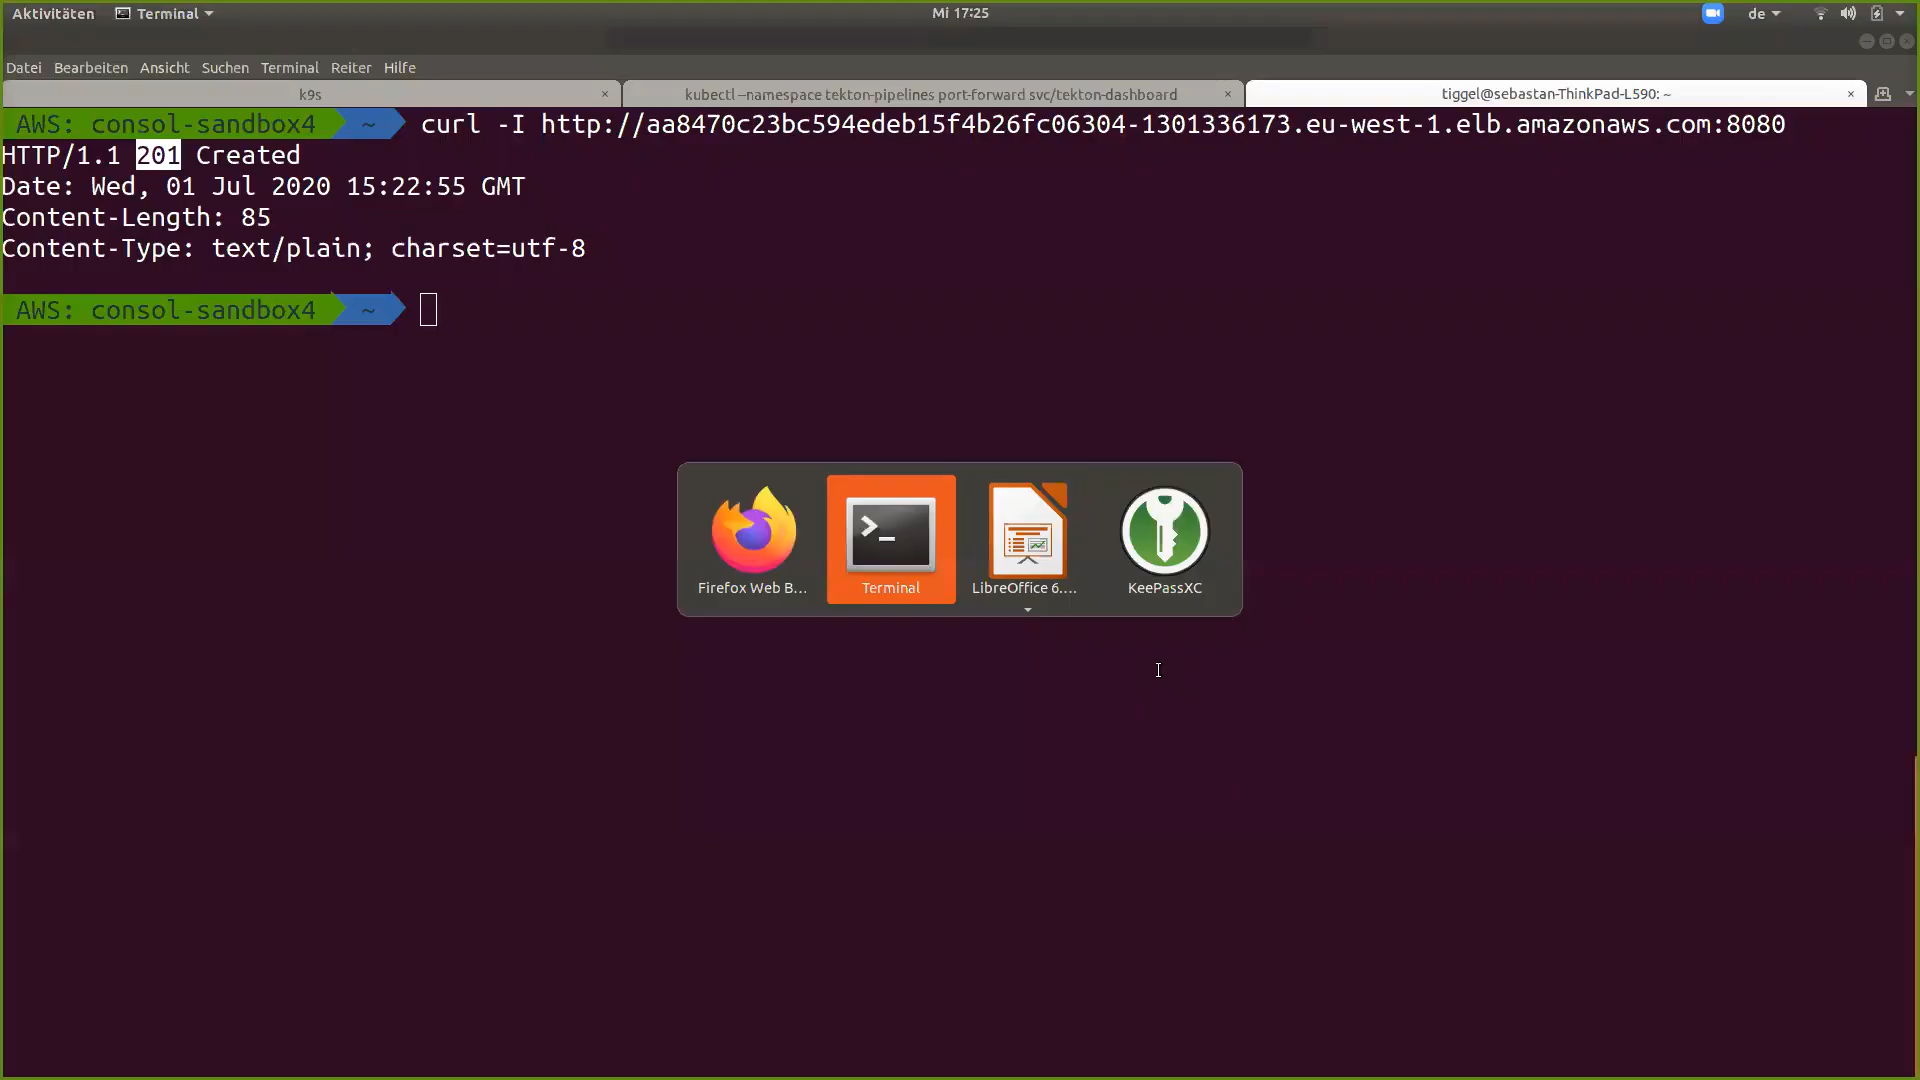 Aktivitäten Terminal Mi 17:25 de
Datei Bearbeiten Ansicht Suchen Terminal Reiter Hilfe
k9s × kubectl --namespace tekton-pipelines port-forward svc/tekton-dashboard × tiggel@sebastan-ThinkPad-L590: ~ ×
AWS: consol-sandbox4 ~ curl -I http://aa8470c23bc594edeb15f4b26fc06304-1301336173.eu-west-1.elb.amazonaws.com:8080
HTTP/1.1 201 Created
Date: Wed, 01 Jul 2020 15:22:55 GMT
Content-Length: 85
Content-Type: text/plain; charset=utf-8
AWS: consol-sandbox4 ~
Firefox Web B… Terminal LibreOffice 6.… KeePassXC